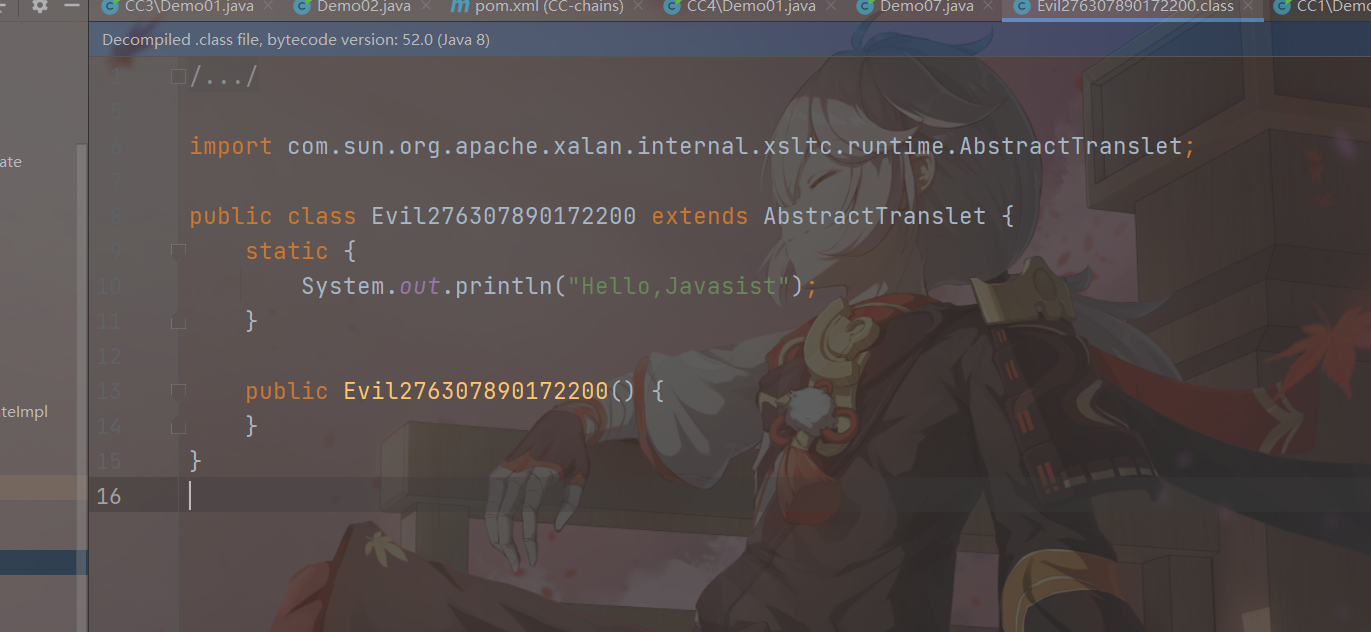 CC3\Demo01.java
Demo02.java
pom.xml (CC-chains)
CC4\Demo01.java
Demo07.java
Evil276307890172200.class
CC1\Demo
Decompiled .class file, bytecode version: 52.0 (Java 8)
1 /.../
5
6 import com.sun.org.apache.xalan.internal.xsltc.runtime.AbstractTranslet;
ate
7
8 public class Evil276307890172200 extends AbstractTranslet {
9 static {
10 System.out.println("Hello,Javasist");
11 }
12
13 public Evil276307890172200() {
teImpl
14 }
15 }
16